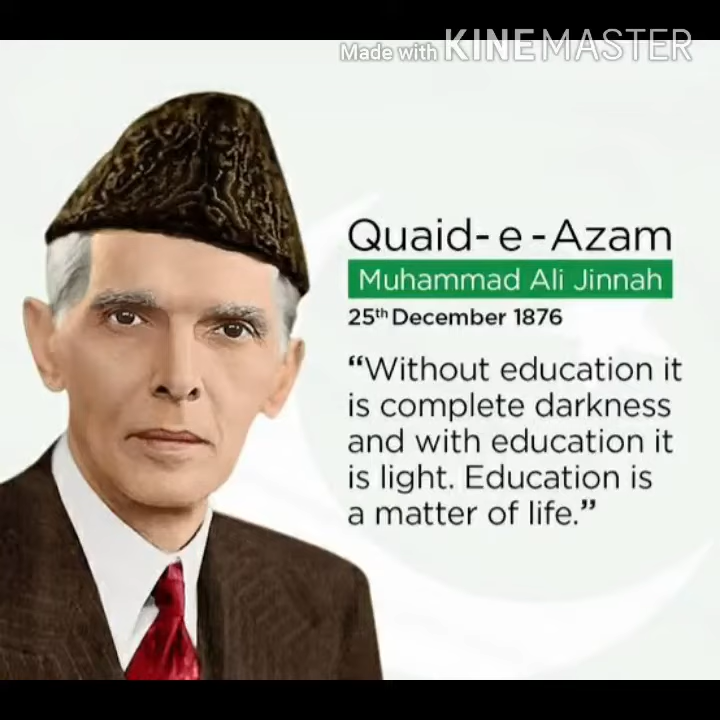 Made with KINEMASTER
Quaid-e-Azam
Muhammad Ali Jinnah
25th December 1876
“Without education it
is complete darkness
and with education it
is light. Education is
a matter of life.”